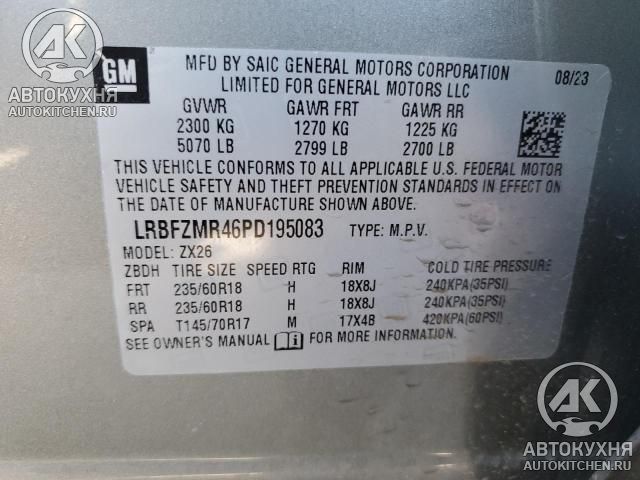 AK
АВТОКУХНЯ
AUTOKITCHEN.RU
GM
MFD BY SAIC GENERAL MOTORS CORPORATION 08/23
LIMITED FOR GENERAL MOTORS LLC
GVWR GAWR FRT GAWR RR
2300 KG 1270 KG 1225 KG
5070 LB 2799 LB 2700 LB
THIS VEHICLE CONFORMS TO ALL APPLICABLE U.S. FEDERAL MOTOR
VEHICLE SAFETY AND THEFT PREVENTION STANDARDS IN EFFECT ON
THE DATE OF MANUFACTURE SHOWN ABOVE.
LRBFZMR46PD195083 TYPE: M.P.V.
MODEL: ZX26
ZBDH TIRE SIZE SPEED RTG RIM COLD TIRE PRESSURE
FRT 235/60R18 H 18X8J 240KPA(35PSI)
RR 235/60R18 H 18X8J 240KPA(35PSI)
SPA T145/70R17 M 17X4B 420KPA(60PSI)
SEE OWNER'S MANUAL i FOR MORE INFORMATION.
AK
АВТОКУХНЯ
AUTOKITCHEN.RU